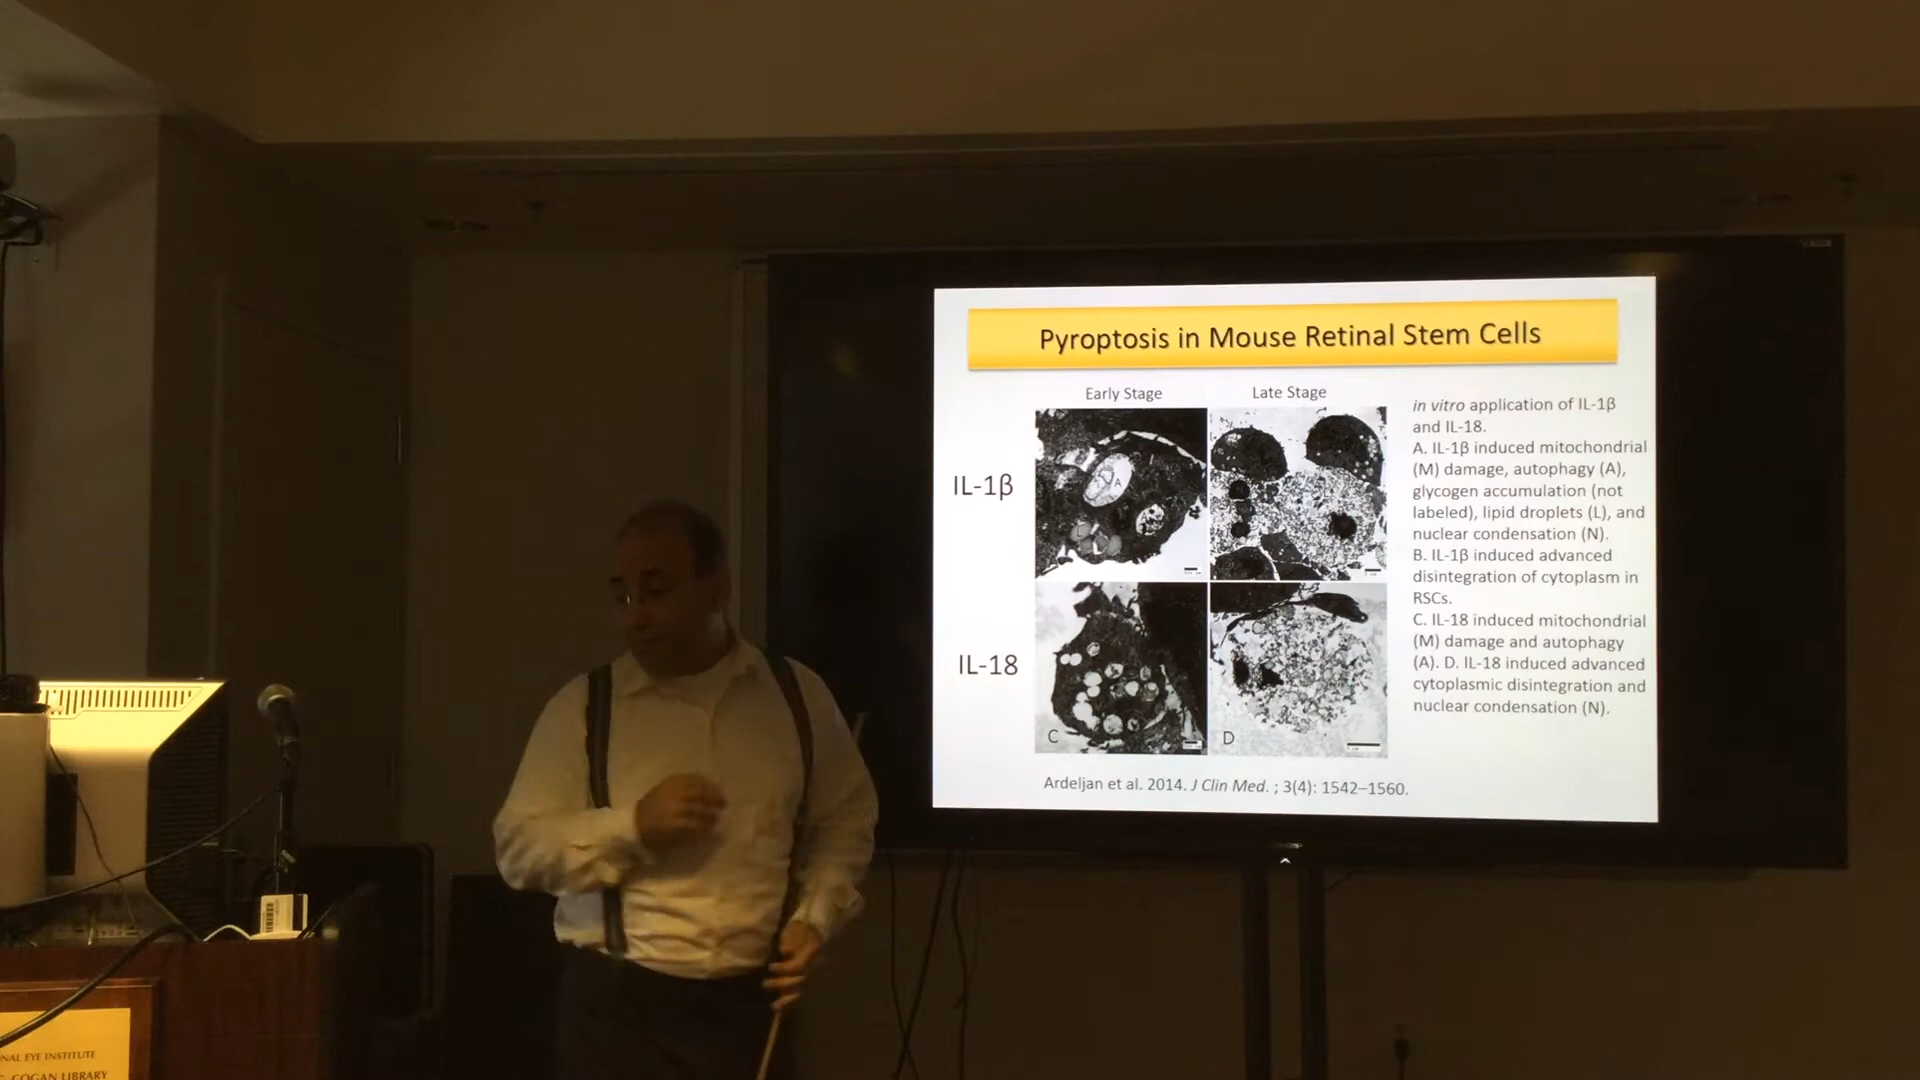 Pyroptosis in Mouse Retinal Stem Cells
Early Stage
Late Stage
IL-1β
A
L
IL-18
C
D
in vitro application of IL-1β
and IL-18.
A. IL-1β induced mitochondrial
(M) damage, autophagy (A),
glycogen accumulation (not
labeled), lipid droplets (L), and
nuclear condensation (N).
B. IL-1β induced advanced
disintegration of cytoplasm in
RSCs.
C. IL-18 induced mitochondrial
(M) damage and autophagy
(A). D. IL-18 induced advanced
cytoplasmic disintegration and
nuclear condensation (N).
Ardeljan et al. 2014. J Clin Med. ; 3(4): 1542–1560.
NAL EYE INSTITUTE
COGAN LIBRARY